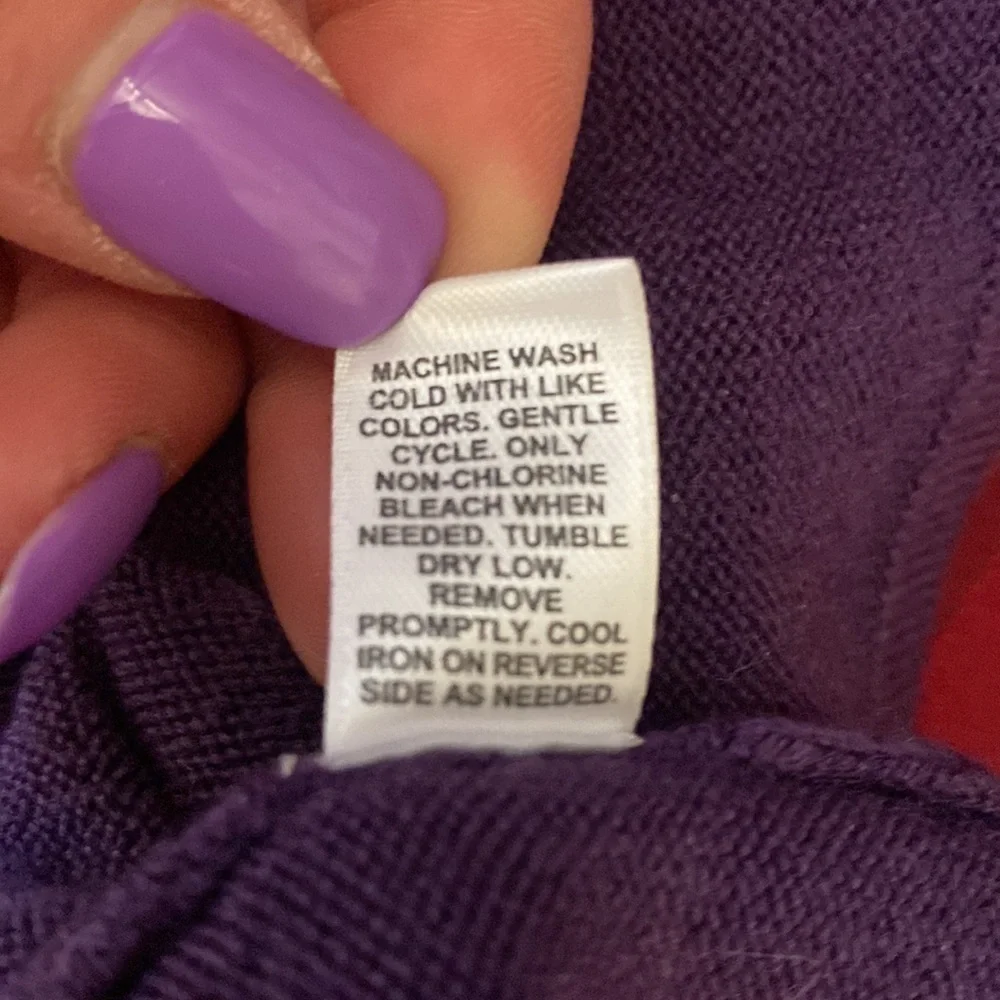 MACHINE WASH
COLD WITH LIKE
COLORS. GENTLE
CYCLE. ONLY
NON-CHLORINE
BLEACH WHEN
NEEDED. TUMBLE
DRY LOW.
REMOVE
PROMPTLY. COOL
IRON ON REVERSE
SIDE AS NEEDED.